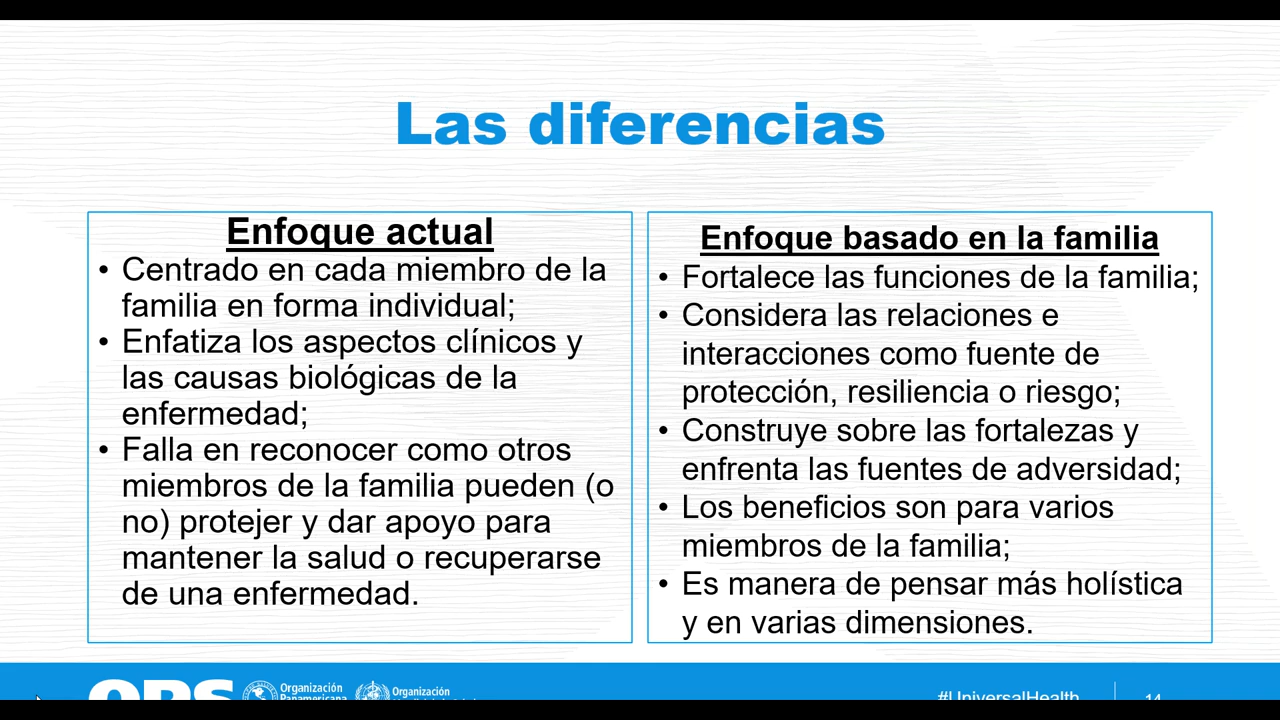 Las diferencias
Enfoque actual
• Centrado en cada miembro de la
familia en forma individual;
• Enfatiza los aspectos clínicos y
las causas biológicas de la
enfermedad;
• Falla en reconocer como otros
miembros de la familia pueden (o
no) protejer y dar apoyo para
mantener la salud o recuperarse
de una enfermedad.
Enfoque basado en la familia
• Fortalece las funciones de la familia;
• Considera las relaciones e
interacciones como fuente de
protección, resiliencia o riesgo;
• Construye sobre las fortalezas y
enfrenta las fuentes de adversidad;
• Los beneficios son para varios
miembros de la familia;
• Es manera de pensar más holística
y en varias dimensiones.
OPS
Organización
Panamericana
Organización
#UniversalHealth
14